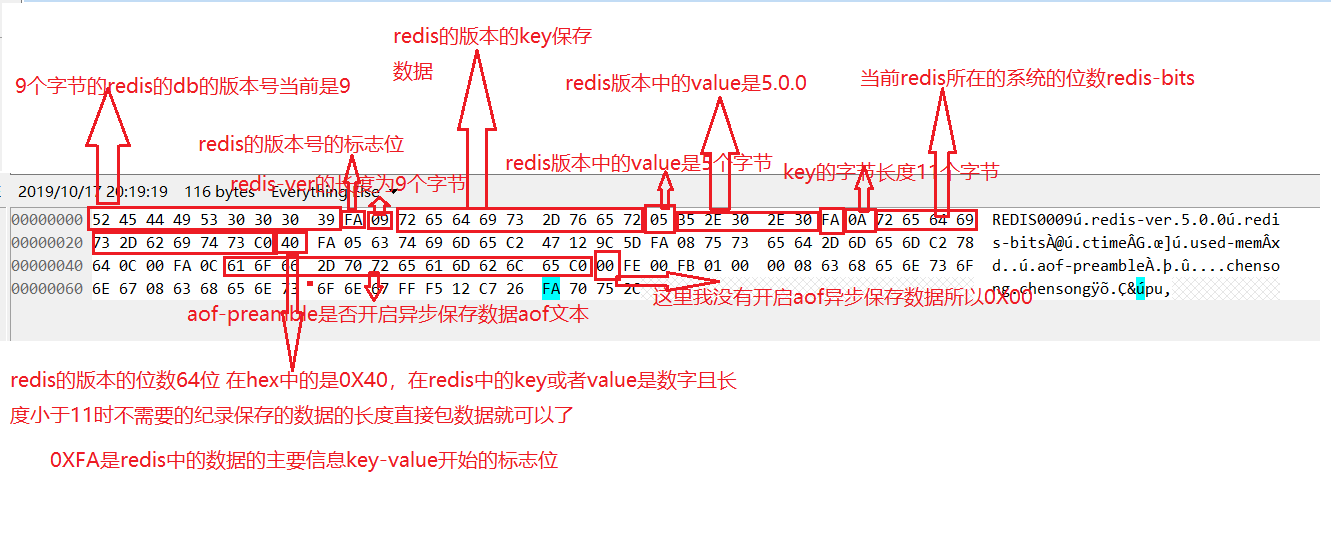 redis的版本的key保存
数据
9个字节的redis的db的版本号当前是9
redis版本中的value是5.0.0
当前redis所在的系统的位数redis-bits
redis的版本号的标志位
redis版本中的value是5个字节
key的字节长度11个字节
redis-ver的长度为9个字节
2019/10/17 20:19:19 116 bytes Everything else
00000000 52 45 44 49 53 30 30 30 39 FA 09 72 65 64 69 73 2D 76 65 72 05 35 2E 30 2E 30 FA 0A 72 65 64 69 REDIS0009ú.redis-ver.5.0.0ú.redi
00000020 73 2D 62 69 74 73 C0 40 FA 05 63 74 69 6D 65 C2 47 12 9C 5D FA 08 75 73 65 64 2D 6D 65 6D C2 78 s-bitsÀ@ú.ctimeÂG.œ]ú.used-memÂx
00000040 64 0C 00 FA 0C 61 6F 66 2D 70 72 65 61 6D 62 6C 65 C0 00 FE 00 FB 01 00 00 08 63 68 65 6E 73 6F d..ú.aof-preambleÀ.þ.û....chenso
00000060 6E 67 08 63 68 65 6E 73 6F 6E 67 FF F5 12 C7 26 FA 70 75 2C ng.chensongÿõ.Ç&úpu,
这里我没有开启aof异步保存数据所以0X00
aof-preamble是否开启异步保存数据aof文本
redis的版本的位数64位 在hex中的是0X40，在redis中的key或者value是数字且长
度小于11时不需要的纪录保存的数据的长度直接包数据就可以了
0XFA是redis中的数据的主要信息key-value开始的标志位